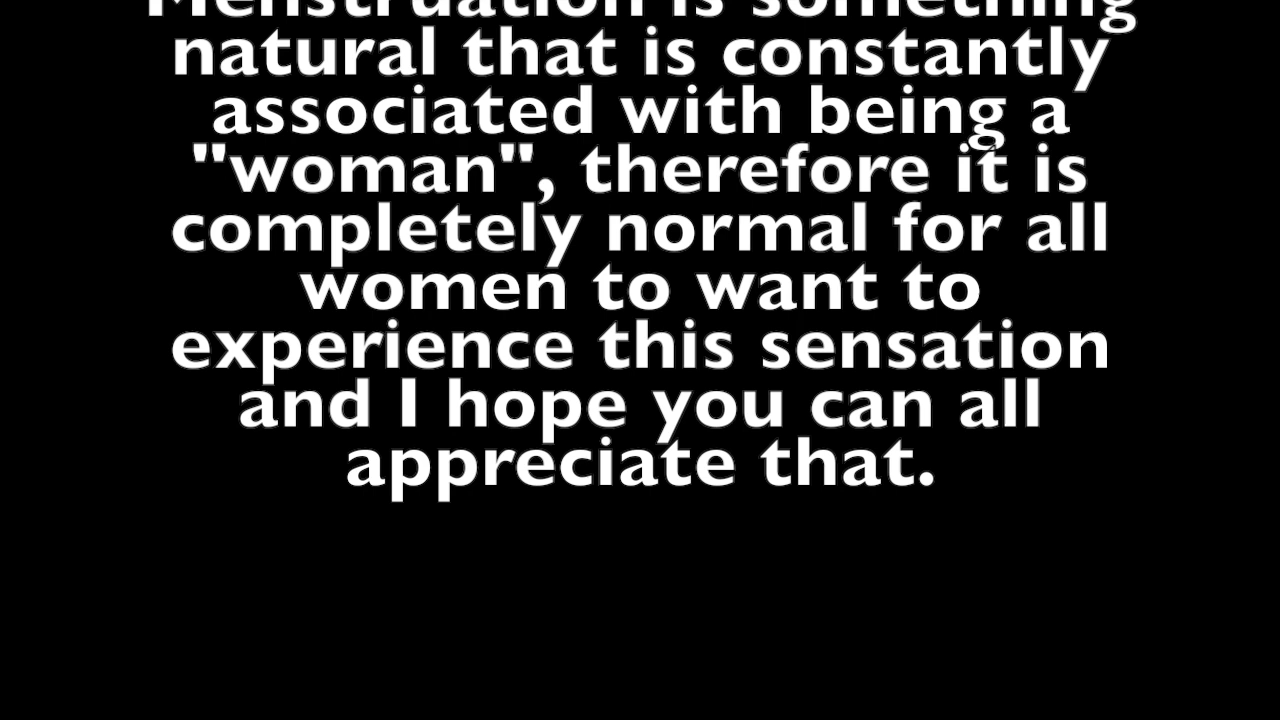 Menstruation is something
natural that is constantly
associated with being a
"woman", therefore it is
completely normal for all
women to want to
experience this sensation
and I hope you can all
appreciate that.